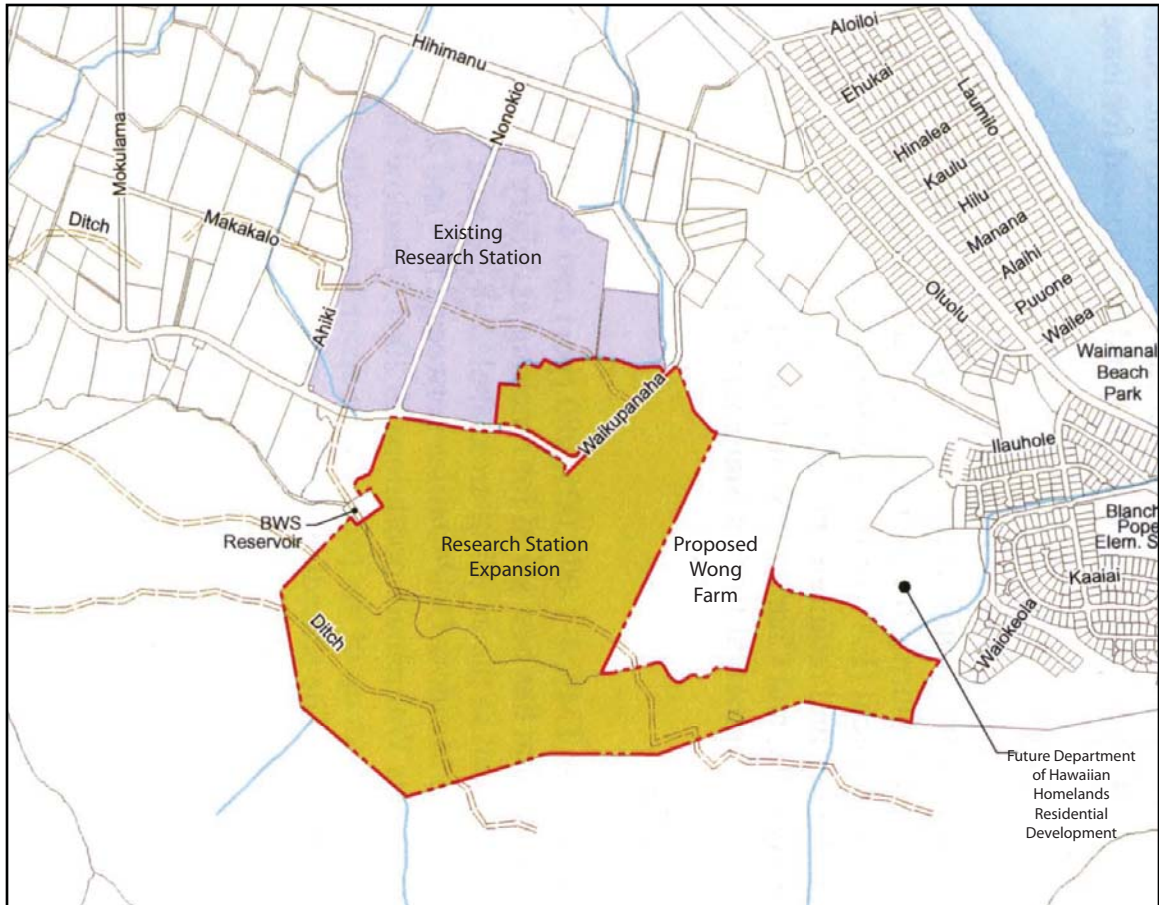 Aloiloi
Hihimanu
Ehukai
Laumilo
Nonokio
Hinalea
Mokulama
Kaulu
Hilu
Ditch
Makakalo
Manana
Existing
Research Station
Alaihi
Oluolu
Puuone
Ahiki
Wailea
Waimanal
Beach
Park
Waikupanaha
Ilauhole
BWS
Reservoir
Blanch
Pope
Elem. S
Research Station
Expansion
Proposed
Wong
Farm
Kaaiai
Ditch
Waiokeola
Future Department
of Hawaiian
Homelands
Residential
Development